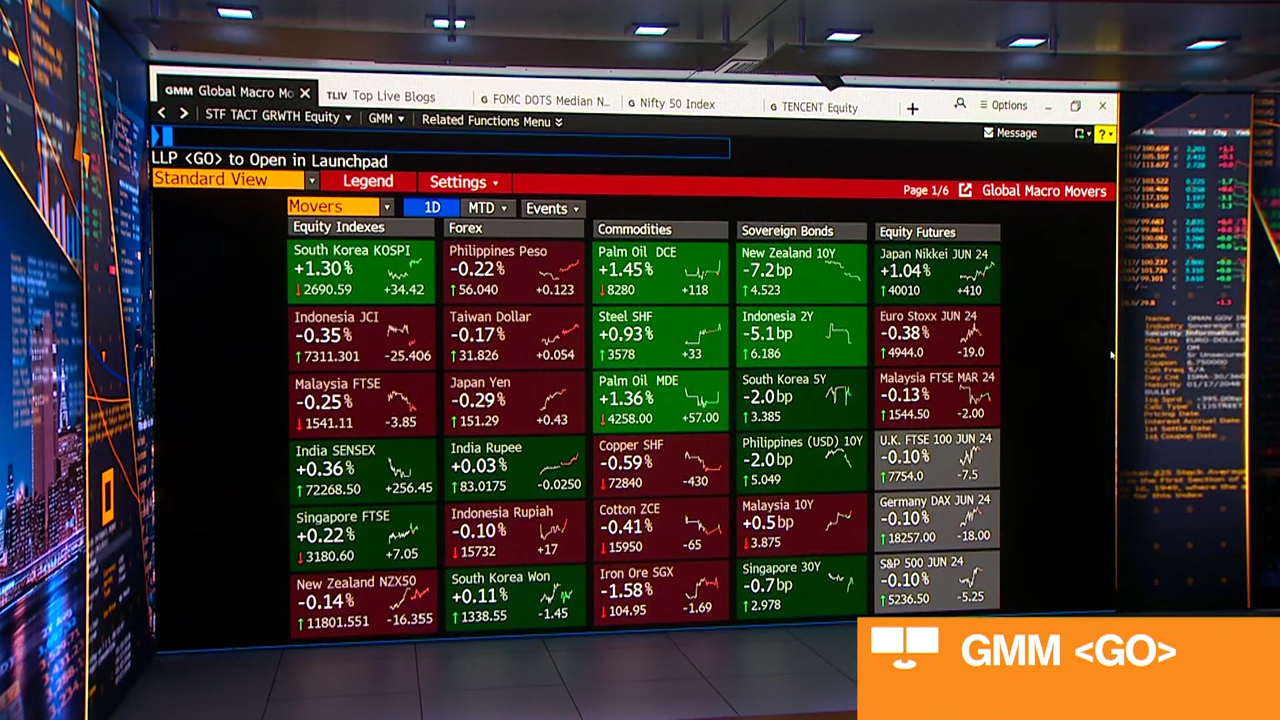 GMM Global Macro Mo ×
TLIV Top Live Blogs
G FOMC DOTS Median N...
G Nifty 50 Index
G TENCENT Equity
+
Options
STF TACT GRWTH Equity
GMM
Related Functions Menu
Message
?
LLP <GO> to Open in Launchpad
Standard View
Legend
Settings
Page 1/6
Global Macro Movers
Movers
1D
MTD
Events
Equity Indexes
South Korea KOSPI
+1.30%
↓2690.59 +34.42
Indonesia JCI
-0.35%
↑7311.301 -25.406
Malaysia FTSE
-0.25%
↓1541.11 -3.85
India SENSEX
+0.36%
↑72268.50 +256.45
Singapore FTSE
+0.22%
↓3180.60 +7.05
New Zealand NZX50
-0.14%
↑11801.551 -16.355
Forex
Philippines Peso
-0.22%
↑56.040 +0.123
Taiwan Dollar
-0.17%
↑31.826 +0.054
Japan Yen
-0.29%
↑151.29 +0.43
India Rupee
+0.03%
↑83.0175 -0.0250
Indonesia Rupiah
-0.10%
↓15732 +17
South Korea Won
+0.11%
↑1338.55 -1.45
Commodities
Palm Oil DCE
+1.45%
↓8280 +118
Steel SHF
+0.93%
↑3578 +33
Palm Oil MDE
+1.36%
↓4258.00 +57.00
Copper SHF
-0.59%
↓72840 -430
Cotton ZCE
-0.41%
↓15950 -65
Iron Ore SGX
-1.58%
↓104.95 -1.69
Sovereign Bonds
New Zealand 10Y
-7.2bp
↑4.523
Indonesia 2Y
-5.1bp
↑6.186
South Korea 5Y
-2.0bp
↑3.385
Philippines (USD) 10Y
-2.0bp
↑5.049
Malaysia 10Y
+0.5bp
↓3.875
Singapore 30Y
-0.7bp
↑2.978
Equity Futures
Japan Nikkei JUN 24
+1.04%
↑40010 +410
Euro Stoxx JUN 24
-0.38%
↑4944.0 -19.0
Malaysia FTSE MAR 24
-0.13%
↑1544.50 -2.00
U.K. FTSE 100 JUN 24
-0.10%
↑7754.0 -7.5
Germany DAX JUN 24
-0.10%
↑18257.00 -18.00
S&P 500 JUN 24
-0.10%
↑5236.50 -5.25
GMM <GO>